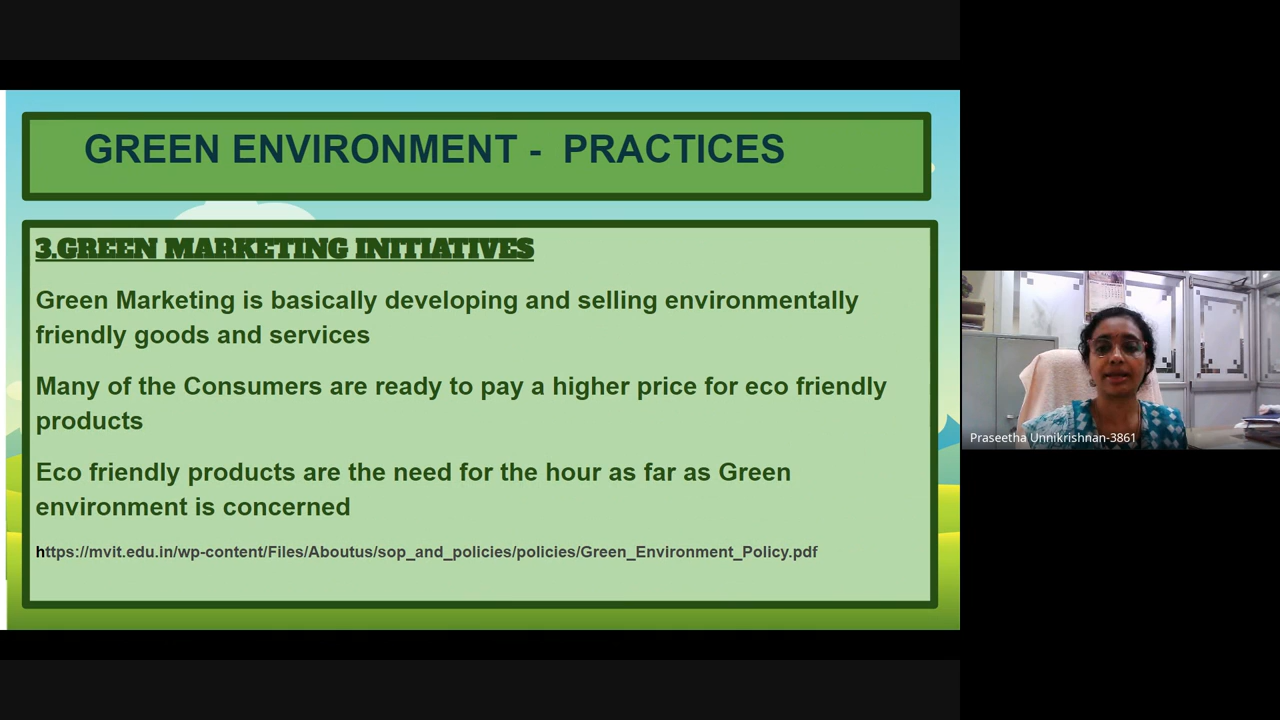 GREEN ENVIRONMENT - PRACTICES
3.GREEN MARKETING INITIATIVES
Green Marketing is basically developing and selling environmentally
friendly goods and services
Many of the Consumers are ready to pay a higher price for eco friendly
products
Eco friendly products are the need for the hour as far as Green
environment is concerned
https://mvit.edu.in/wp-content/Files/Aboutus/sop_and_policies/policies/Green_Environment_Policy.pdf
Praseetha Unnikrishnan-3861